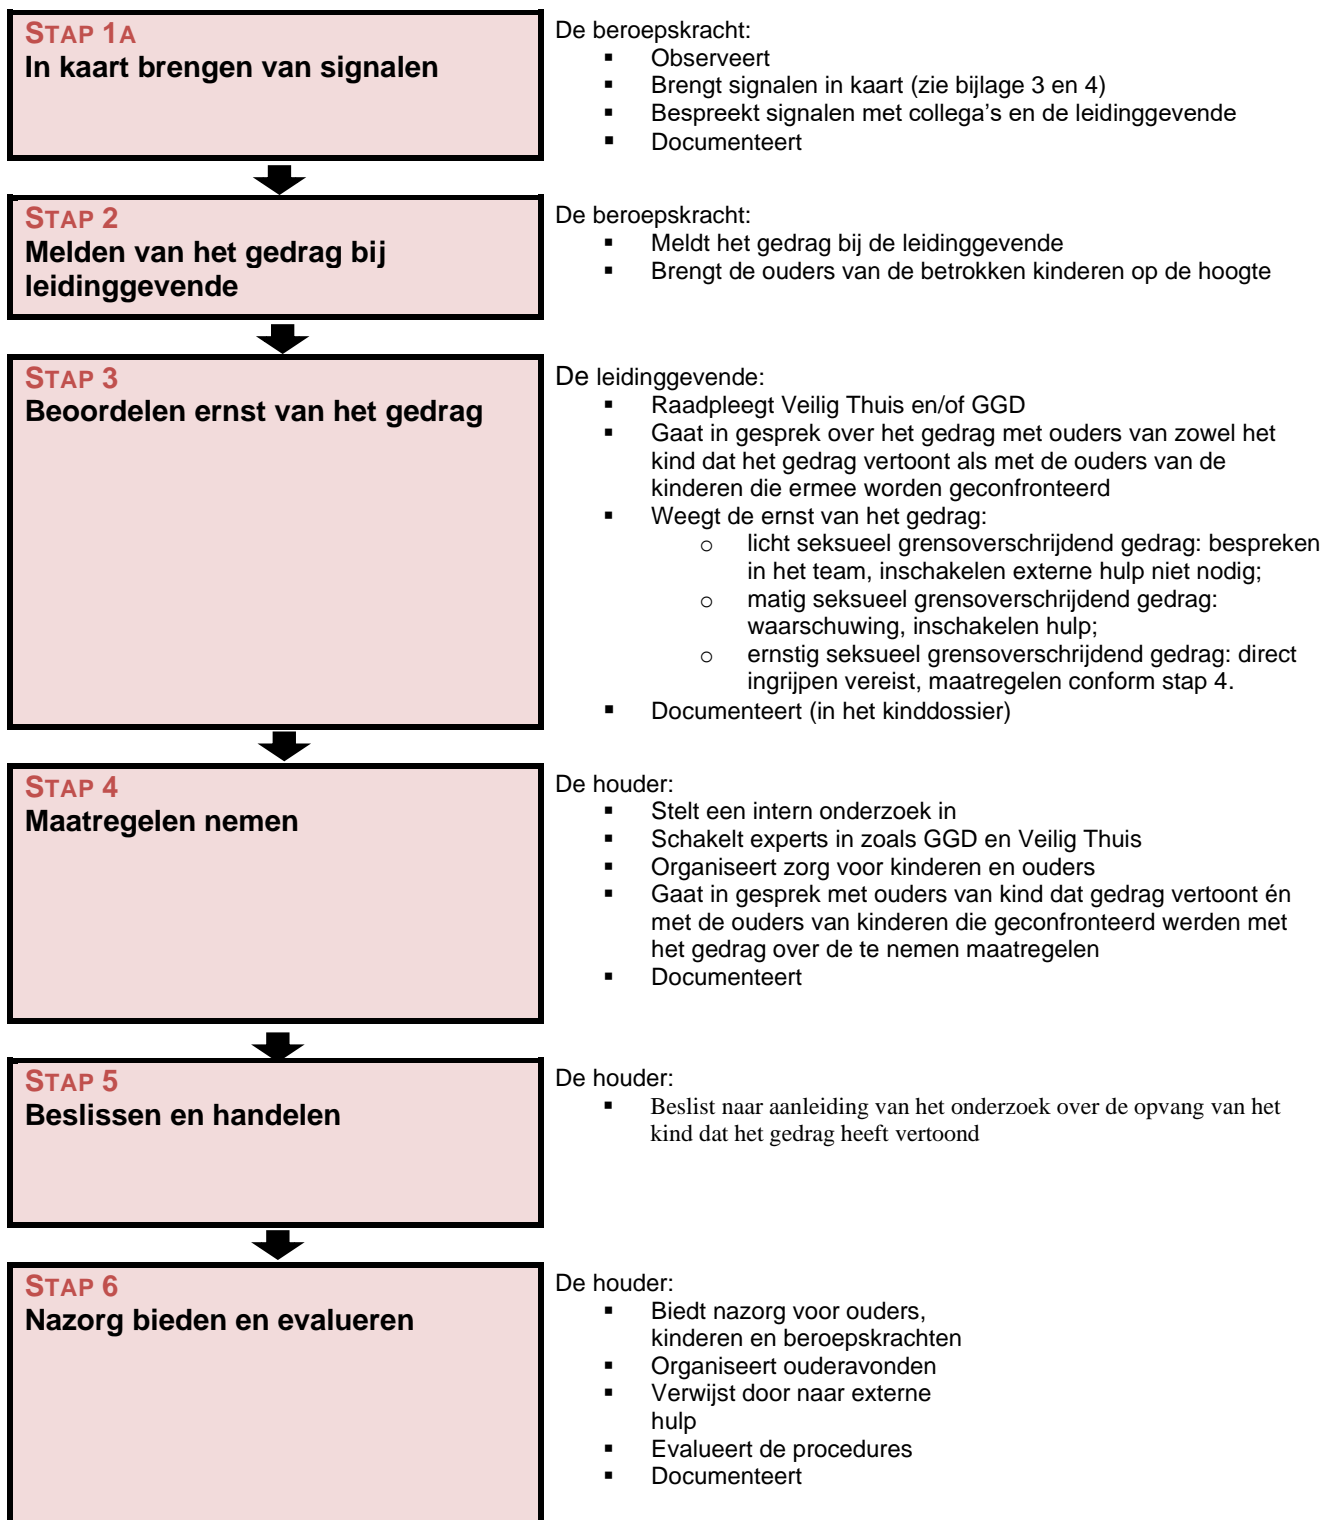 STAP 1A
In kaart brengen van signalen
De beroepskracht:
▪ Observeert
▪ Brengt signalen in kaart (zie bijlage 3 en 4)
▪ Bespreekt signalen met collega's en de leidinggevende
▪ Documenteert
STAP 2
Melden van het gedrag bij
leidinggevende
De beroepskracht:
▪ Meldt het gedrag bij de leidinggevende
▪ Brengt de ouders van de betrokken kinderen op de hoogte
STAP 3
Beoordelen ernst van het gedrag
De leidinggevende:
▪ Raadpleegt Veilig Thuis en/of GGD
▪ Gaat in gesprek over het gedrag met ouders van zowel het
kind dat het gedrag vertoont als met de ouders van de
kinderen die ermee worden geconfronteerd
▪ Weegt de ernst van het gedrag:
o licht seksueel grensoverschrijdend gedrag: bespreken
in het team, inschakelen externe hulp niet nodig;
o matig seksueel grensoverschrijdend gedrag:
waarschuwing, inschakelen hulp;
o ernstig seksueel grensoverschrijdend gedrag: direct
ingrijpen vereist, maatregelen conform stap 4.
▪ Documenteert (in het kinddossier)
STAP 4
Maatregelen nemen
De houder:
▪ Stelt een intern onderzoek in
▪ Schakelt experts in zoals GGD en Veilig Thuis
▪ Organiseert zorg voor kinderen en ouders
▪ Gaat in gesprek met ouders van kind dat gedrag vertoont én
met de ouders van kinderen die geconfronteerd werden met
het gedrag over de te nemen maatregelen
▪ Documenteert
STAP 5
Beslissen en handelen
De houder:
▪ Beslist naar aanleiding van het onderzoek over de opvang van het
kind dat het gedrag heeft vertoond
STAP 6
Nazorg bieden en evalueren
De houder:
▪ Biedt nazorg voor ouders,
kinderen en beroepskrachten
▪ Organiseert ouderavonden
▪ Verwijst door naar externe
hulp
▪ Evalueert de procedures
▪ Documenteert